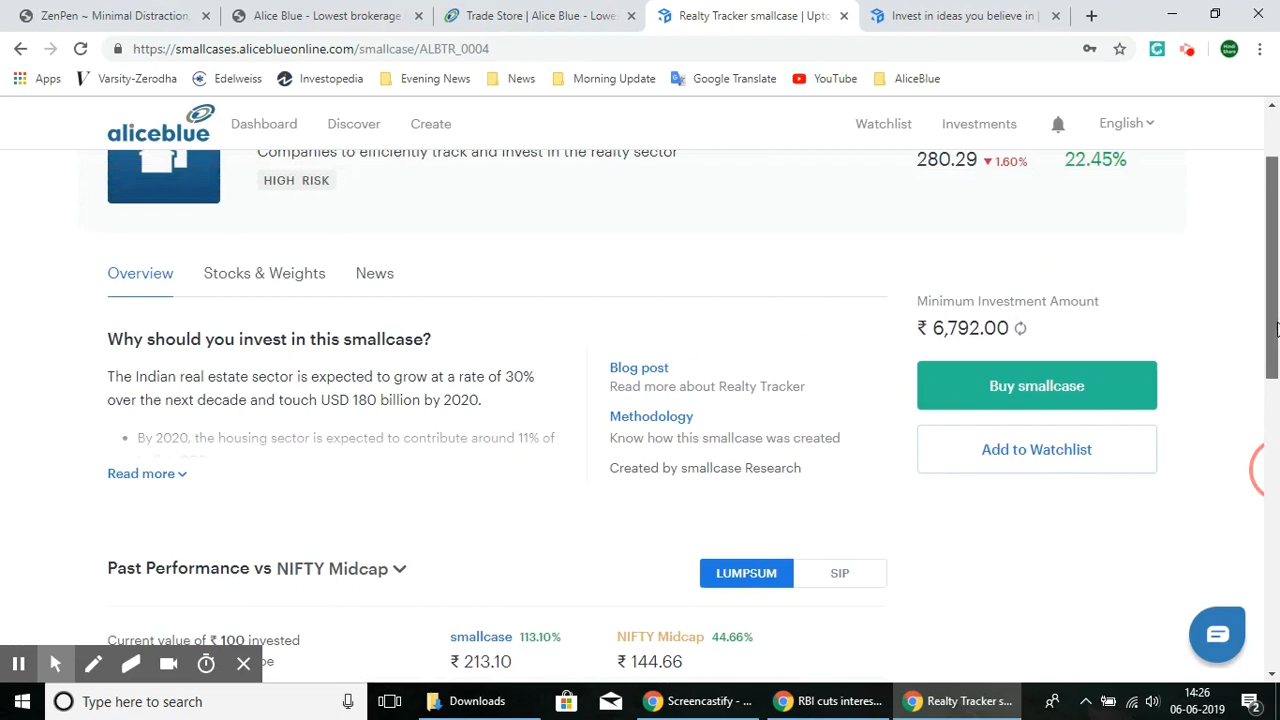 ZenPen ~ Minimal Distraction,
Alice Blue - Lowest brokerage
Trade Store | Alice Blue - Lowe
Realty Tracker smallcase | Upto
Invest in ideas you believe in |
https://smallcases.aliceblueonline.com/smallcase/ALBTR_0004
Apps
Varsity-Zerodha
Edelweiss
Investopedia
Evening News
News
Morning Update
Google Translate
YouTube
AliceBlue
aliceblue
Dashboard
Discover
Create
Watchlist
Investments
English
Companies to efficiently track and invest in the realty sector
280.29 ▼ 1.60%
22.45%
HIGH RISK
Overview
Stocks & Weights
News
Minimum Investment Amount
₹ 6,792.00
Why should you invest in this smallcase?
The Indian real estate sector is expected to grow at a rate of 30%
over the next decade and touch USD 180 billion by 2020.
• By 2020, the housing sector is expected to contribute around 11% of
Read more
Blog post
Read more about Realty Tracker
Methodology
Know how this smallcase was created
Created by smallcase Research
Buy smallcase
Add to Watchlist
Past Performance vs NIFTY Midcap
LUMPSUM
SIP
Current value of ₹ 100 invested
smallcase 113.10%
NIFTY Midcap 44.66%
₹ 213.10
₹ 144.66
Type here to search
Downloads
Screencastify - ...
RBI cuts interes...
Realty Tracker s...
14:26
06-06-2019
2